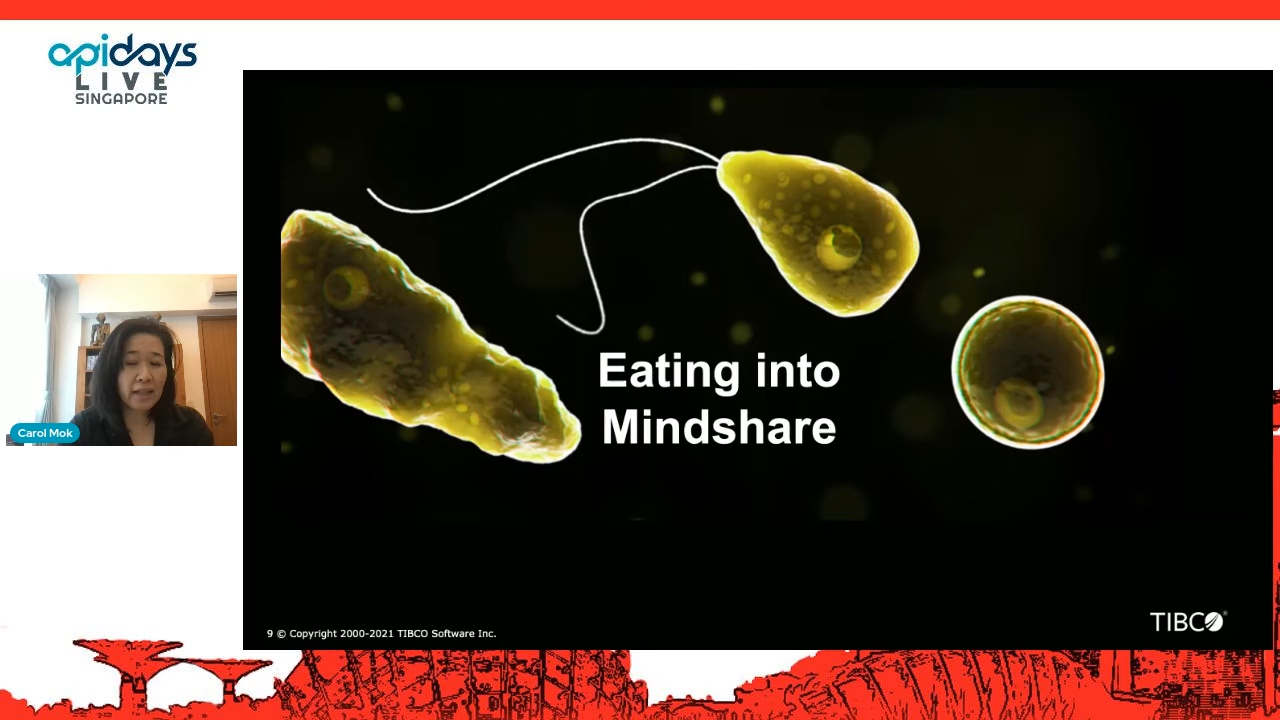 apidays
LIVE
SINGAPORE
Eating into
Mindshare
Carol Mok
9 © Copyright 2000-2021 TIBCO Software Inc.
TIBCO®